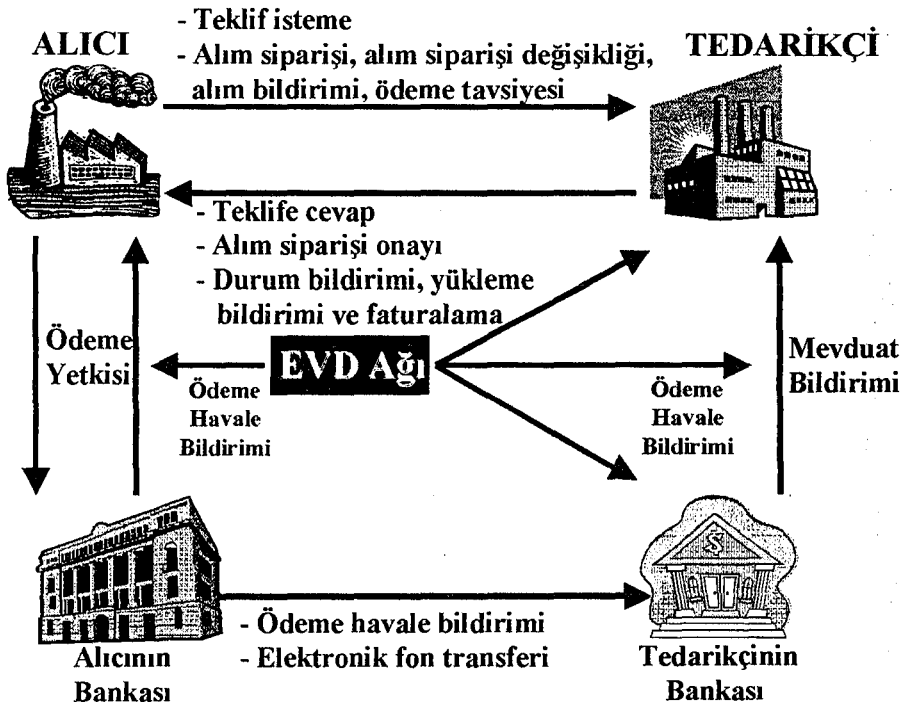 ALICI
- Teklif isteme
- Alım siparişi, alım siparişi değişikliği,
alım bildirimi, ödeme tavsiyesi
TEDARİKÇİ
- Teklife cevap
- Alım siparişi onayı
- Durum bildirimi, yükleme
bildirimi ve faturalama
Ödeme
Yetkisi
EVD Ağı
Ödeme
Havale
Bildirimi
Ödeme
Havale
Bildirimi
Mevduat
Bildirimi
$
- Ödeme havale bildirimi
- Elektronik fon transferi
Alıcının
Bankası
Tedarikçinin
Bankası